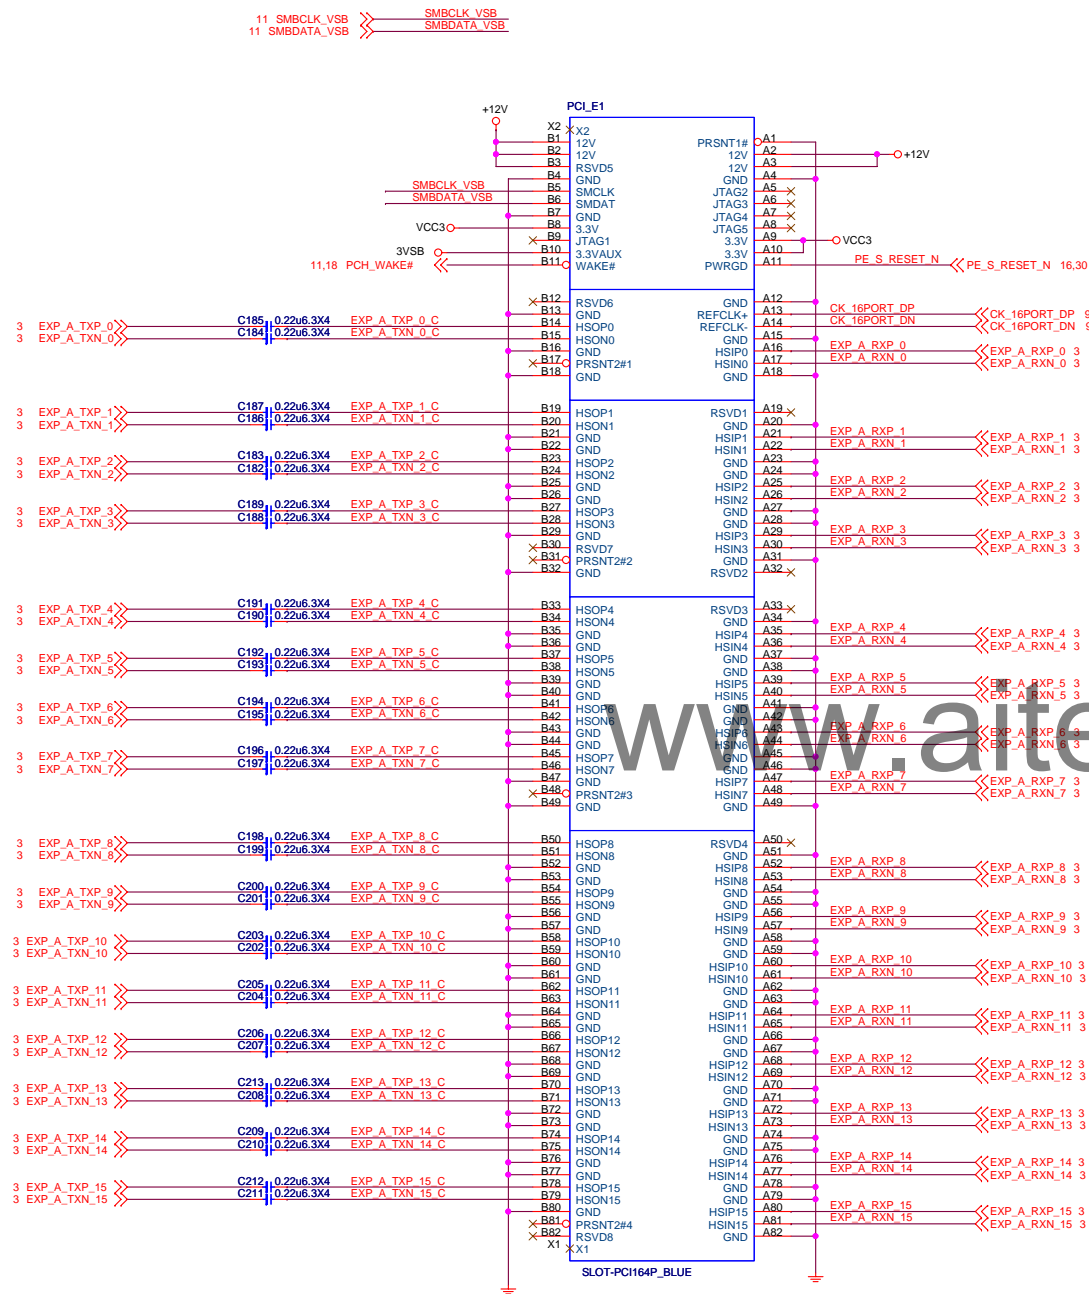 11 SMBCLK_VSB SMBCLK_VSB
11 SMBDATA_VSB SMBDATA_VSB
PCI_E1
+12V
X2 X2
B1 12V PRSNT1# A1
B2 12V 12V A2 +12V
B3 RSVD5 12V A3
B4 GND GND A4
SMBCLK_VSB B5 SMCLK JTAG2 A5
SMBDATA_VSB B6 SMDAT JTAG3 A6
B7 GND JTAG4 A7
VCC3 B8 3.3V JTAG5 A8
B9 JTAG1 3.3V A9 VCC3
3VSB B10 3.3VAUX 3.3V A10
11,18 PCH_WAKE# B11 WAKE# PWRGD A11 PE_S_RESET_N PE_S_RESET_N 16,30
B12 RSVD6 GND A12
B13 GND REFCLK+ A13 CK_16PORT_DP CK_16PORT_DP 9
3 EXP_A_TXP_0 C185 0.22u6.3X4 EXP_A_TXP_0_C B14 HSOP0 REFCLK- A14 CK_16PORT_DN CK_16PORT_DN 9
3 EXP_A_TXN_0 C184 0.22u6.3X4 EXP_A_TXN_0_C B15 HSON0 GND A15
B16 GND HSIP0 A16 EXP_A_RXP_0 EXP_A_RXP_0 3
B17 PRSNT2#1 HSIN0 A17 EXP_A_RXN_0 EXP_A_RXN_0 3
B18 GND GND A18
3 EXP_A_TXP_1 C187 0.22u6.3X4 EXP_A_TXP_1_C B19 HSOP1 RSVD1 A19
3 EXP_A_TXN_1 C186 0.22u6.3X4 EXP_A_TXN_1_C B20 HSON1 GND A20
B21 GND HSIP1 A21 EXP_A_RXP_1 EXP_A_RXP_1 3
B22 GND HSIN1 A22 EXP_A_RXN_1 EXP_A_RXN_1 3
3 EXP_A_TXP_2 C183 0.22u6.3X4 EXP_A_TXP_2_C B23 HSOP2 GND A23
3 EXP_A_TXN_2 C182 0.22u6.3X4 EXP_A_TXN_2_C B24 HSON2 GND A24
B25 GND HSIP2 A25 EXP_A_RXP_2 EXP_A_RXP_2 3
B26 GND HSIN2 A26 EXP_A_RXN_2 EXP_A_RXN_2 3
3 EXP_A_TXP_3 C189 0.22u6.3X4 EXP_A_TXP_3_C B27 HSOP3 GND A27
3 EXP_A_TXN_3 C188 0.22u6.3X4 EXP_A_TXN_3_C B28 HSON3 GND A28
B29 GND HSIP3 A29 EXP_A_RXP_3 EXP_A_RXP_3 3
B30 RSVD7 HSIN3 A30 EXP_A_RXN_3 EXP_A_RXN_3 3
B31 PRSNT2#2 GND A31
B32 GND RSVD2 A32
3 EXP_A_TXP_4 C191 0.22u6.3X4 EXP_A_TXP_4_C B33 HSOP4 RSVD3 A33
3 EXP_A_TXN_4 C190 0.22u6.3X4 EXP_A_TXN_4_C B34 HSON4 GND A34
B35 GND HSIP4 A35 EXP_A_RXP_4 EXP_A_RXP_4 3
B36 GND HSIN4 A36 EXP_A_RXN_4 EXP_A_RXN_4 3
3 EXP_A_TXP_5 C192 0.22u6.3X4 EXP_A_TXP_5_C B37 HSOP5 GND A37
3 EXP_A_TXN_5 C193 0.22u6.3X4 EXP_A_TXN_5_C B38 HSON5 GND A38
B39 GND HSIP5 A39 EXP_A_RXP_5 EXP_A_RXP_5 3
B40 GND HSIN5 A40 EXP_A_RXN_5 EXP_A_RXN_5 3
3 EXP_A_TXP_6 C194 0.22u6.3X4 EXP_A_TXP_6_C B41 HSOP6 GND A41
3 EXP_A_TXN_6 C195 0.22u6.3X4 EXP_A_TXN_6_C B42 HSON6 GND A42
B43 GND HSIP6 A43 EXP_A_RXP_6 EXP_A_RXP_6 3
B44 GND HSIN6 A44 EXP_A_RXN_6 EXP_A_RXN_6 3
www.aite
3 EXP_A_TXP_7 C196 0.22u6.3X4 EXP_A_TXP_7_C B45 HSOP7 GND A45
3 EXP_A_TXN_7 C197 0.22u6.3X4 EXP_A_TXN_7_C B46 HSON7 GND A46
B47 GND HSIP7 A47 EXP_A_RXP_7 EXP_A_RXP_7 3
B48 PRSNT2#3 HSIN7 A48 EXP_A_RXN_7 EXP_A_RXN_7 3
B49 GND GND A49
3 EXP_A_TXP_8 C198 0.22u6.3X4 EXP_A_TXP_8_C B50 HSOP8 RSVD4 A50
3 EXP_A_TXN_8 C199 0.22u6.3X4 EXP_A_TXN_8_C B51 HSON8 GND A51
B52 GND HSIP8 A52 EXP_A_RXP_8 EXP_A_RXP_8 3
B53 GND HSIN8 A53 EXP_A_RXN_8 EXP_A_RXN_8 3
3 EXP_A_TXP_9 C200 0.22u6.3X4 EXP_A_TXP_9_C B54 HSOP9 GND A54
3 EXP_A_TXN_9 C201 0.22u6.3X4 EXP_A_TXN_9_C B55 HSON9 GND A55
B56 GND HSIP9 A56 EXP_A_RXP_9 EXP_A_RXP_9 3
B57 GND HSIN9 A57 EXP_A_RXN_9 EXP_A_RXN_9 3
3 EXP_A_TXP_10 C203 0.22u6.3X4 EXP_A_TXP_10_C B58 HSOP10 GND A58
3 EXP_A_TXN_10 C202 0.22u6.3X4 EXP_A_TXN_10_C B59 HSON10 GND A59
B60 GND HSIP10 A60 EXP_A_RXP_10 EXP_A_RXP_10 3
B61 GND HSIN10 A61 EXP_A_RXN_10 EXP_A_RXN_10 3
3 EXP_A_TXP_11 C205 0.22u6.3X4 EXP_A_TXP_11_C B62 HSOP11 GND A62
3 EXP_A_TXN_11 C204 0.22u6.3X4 EXP_A_TXN_11_C B63 HSON11 GND A63
B64 GND HSIP11 A64 EXP_A_RXP_11 EXP_A_RXP_11 3
B65 GND HSIN11 A65 EXP_A_RXN_11 EXP_A_RXN_11 3
3 EXP_A_TXP_12 C206 0.22u6.3X4 EXP_A_TXP_12_C B66 HSOP12 GND A66
3 EXP_A_TXN_12 C207 0.22u6.3X4 EXP_A_TXN_12_C B67 HSON12 GND A67
B68 GND HSIP12 A68 EXP_A_RXP_12 EXP_A_RXP_12 3
B69 GND HSIN12 A69 EXP_A_RXN_12 EXP_A_RXN_12 3
3 EXP_A_TXP_13 C213 0.22u6.3X4 EXP_A_TXP_13_C B70 HSOP13 GND A70
3 EXP_A_TXN_13 C208 0.22u6.3X4 EXP_A_TXN_13_C B71 HSON13 GND A71
B72 GND HSIP13 A72 EXP_A_RXP_13 EXP_A_RXP_13 3
B73 GND HSIN13 A73 EXP_A_RXN_13 EXP_A_RXN_13 3
3 EXP_A_TXP_14 C209 0.22u6.3X4 EXP_A_TXP_14_C B74 HSOP14 GND A74
3 EXP_A_TXN_14 C210 0.22u6.3X4 EXP_A_TXN_14_C B75 HSON14 GND A75
B76 GND HSIP14 A76 EXP_A_RXP_14 EXP_A_RXP_14 3
B77 GND HSIN14 A77 EXP_A_RXN_14 EXP_A_RXN_14 3
3 EXP_A_TXP_15 C212 0.22u6.3X4 EXP_A_TXP_15_C B78 HSOP15 GND A78
3 EXP_A_TXN_15 C211 0.22u6.3X4 EXP_A_TXN_15_C B79 HSON15 GND A79
B80 GND HSIP15 A80 EXP_A_RXP_15 EXP_A_RXP_15 3
B81 PRSNT2#4 HSIN15 A81 EXP_A_RXN_15 EXP_A_RXN_15 3
B82 RSVD8 GND A82
X1 X1
SLOT-PCI164P_BLUE